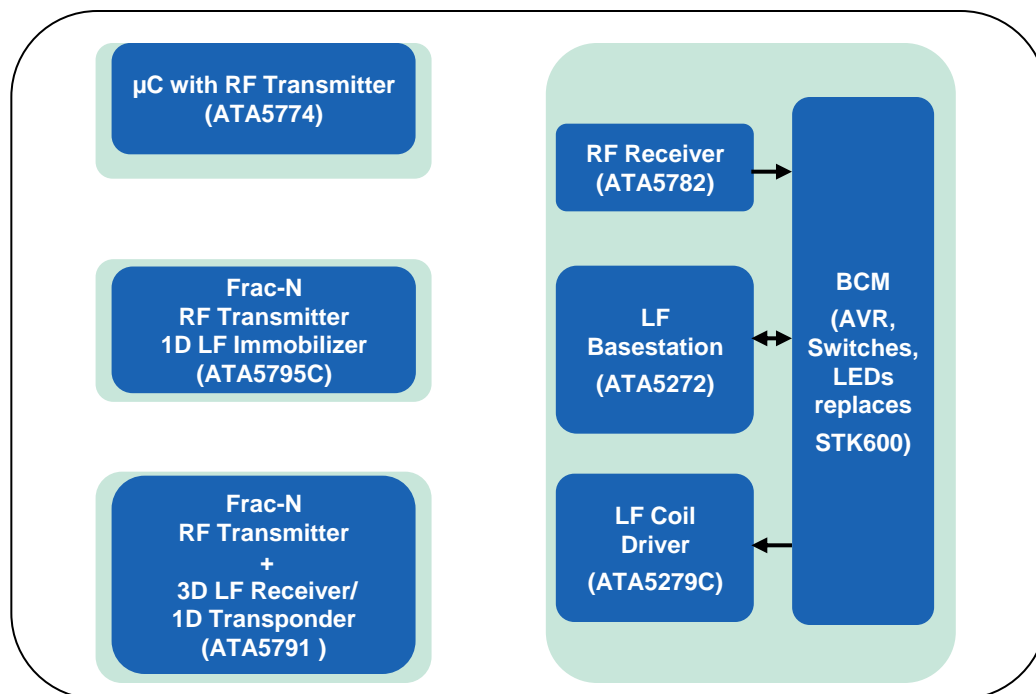 µC with RF Transmitter
(ATA5774)
Frac-N
RF Transmitter
1D LF Immobilizer
(ATA5795C)
Frac-N
RF Transmitter
+
3D LF Receiver/
1D Transponder
(ATA5791 )
RF Receiver
(ATA5782)
LF
Basestation
(ATA5272)
LF Coil
Driver
(ATA5279C)
BCM
(AVR,
Switches,
LEDs
replaces
STK600)